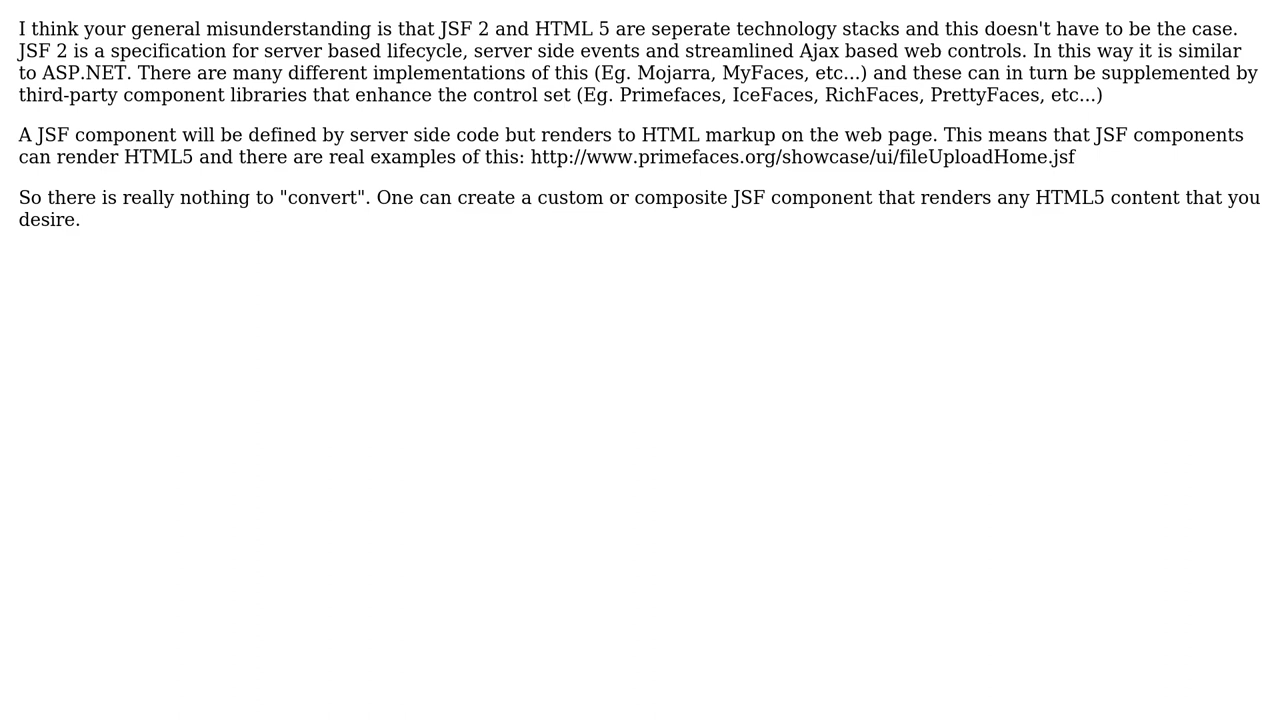 I think your general misunderstanding is that JSF 2 and HTML 5 are seperate technology stacks and this doesn't have to be the case.
JSF 2 is a specification for server based lifecycle, server side events and streamlined Ajax based web controls. In this way it is similar
to ASP.NET. There are many different implementations of this (Eg. Mojarra, MyFaces, etc...) and these can in turn be supplemented by
third-party component libraries that enhance the control set (Eg. Primefaces, IceFaces, RichFaces, PrettyFaces, etc...)
A JSF component will be defined by server side code but renders to HTML markup on the web page. This means that JSF components
can render HTML5 and there are real examples of this: http://www.primefaces.org/showcase/ui/fileUploadHome.jsf
So there is really nothing to "convert". One can create a custom or composite JSF component that renders any HTML5 content that you
desire.